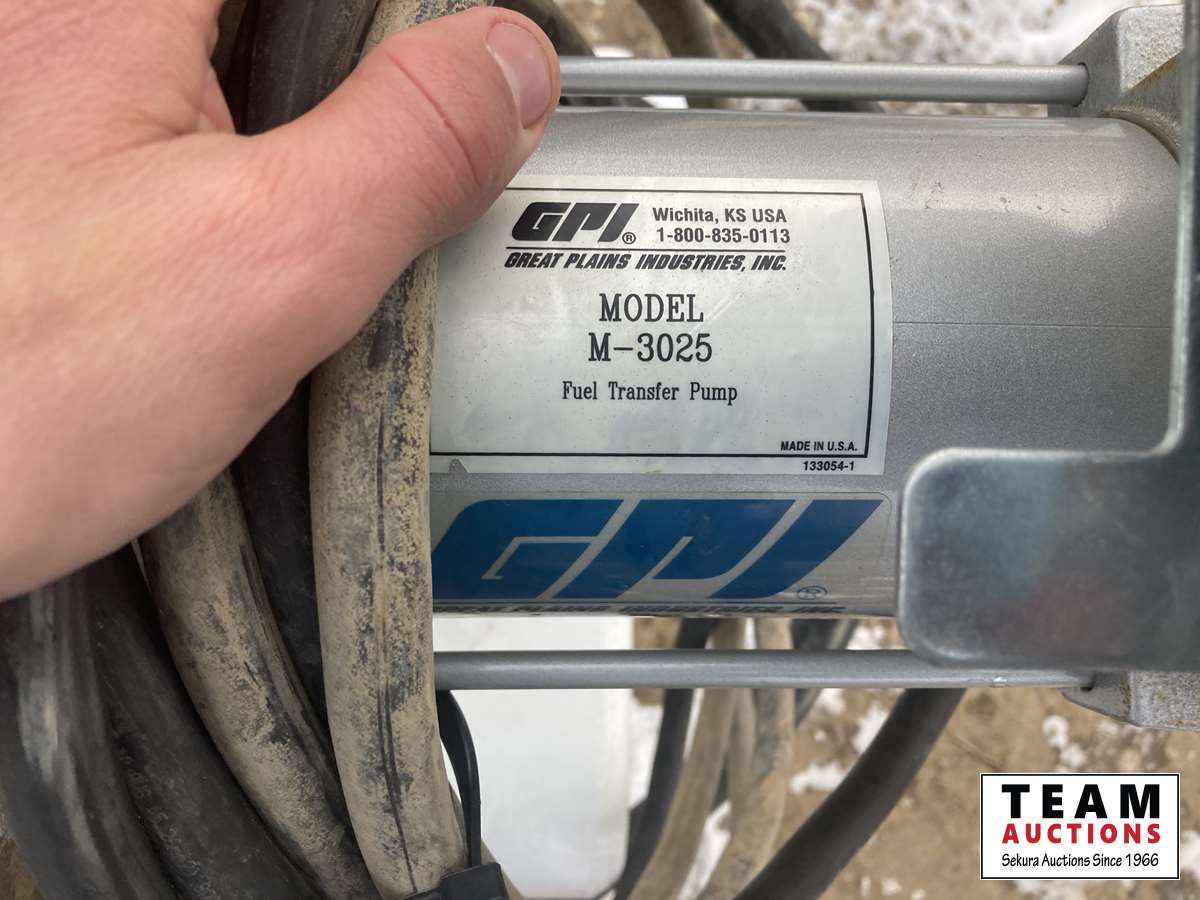 GPI® Wichita, KS USA
1-800-835-0113
GREAT PLAINS INDUSTRIES, INC.
MODEL
M-3025
Fuel Transfer Pump
MADE IN U.S.A.
133054-1
GPI®
TEAM
AUCTIONS
Sekura Auctions Since 1966